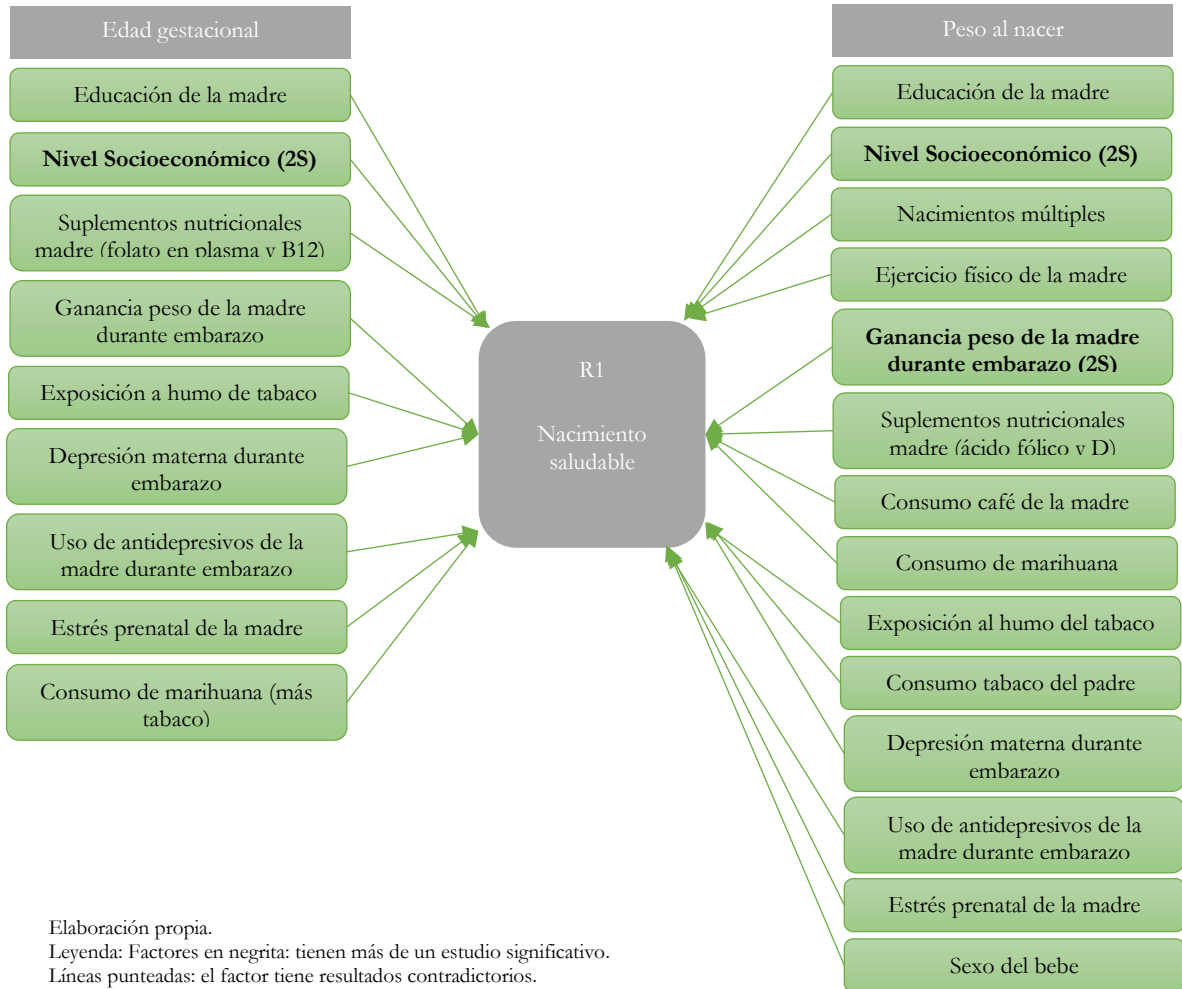 Edad gestacional
Educación de la madre
Nivel Socioeconómico (2S)
Suplementos nutricionales
madre (folato en plasma y B12)
Ganancia peso de la madre
durante embarazo
Exposición a humo de tabaco
Depresión materna durante
embarazo
Uso de antidepresivos de la
madre durante embarazo
Estrés prenatal de la madre
Consumo de marihuana (más
tabaco)
R1
Nacimiento
saludable
Peso al nacer
Educación de la madre
Nivel Socioeconómico (2S)
Nacimientos múltiples
Ejercicio físico de la madre
Ganancia peso de la madre
durante embarazo (2S)
Suplementos nutricionales
madre (ácido fólico y D)
Consumo café de la madre
Consumo de marihuana
Exposición al humo del tabaco
Consumo tabaco del padre
Depresión materna durante
embarazo
Uso de antidepresivos de la
madre durante embarazo
Estrés prenatal de la madre
Sexo del bebe
Elaboración propia.
Leyenda: Factores en negrita: tienen más de un estudio significativo.
Líneas punteadas: el factor tiene resultados contradictorios.